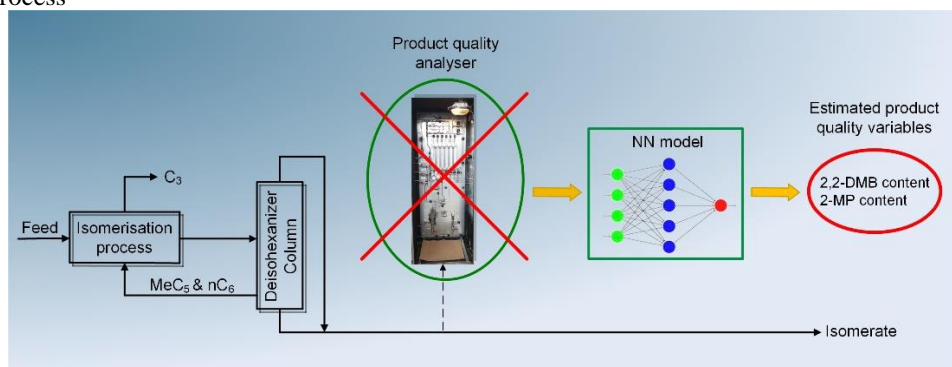 rocess
Product quality
analyser
Estimated product
quality variables
NN model
2,2-DMB content
2-MP content
C₃
Feed
Isomerisation
process
Deisohexanizer
Column
MeC₅ & nC₆
Isomerate